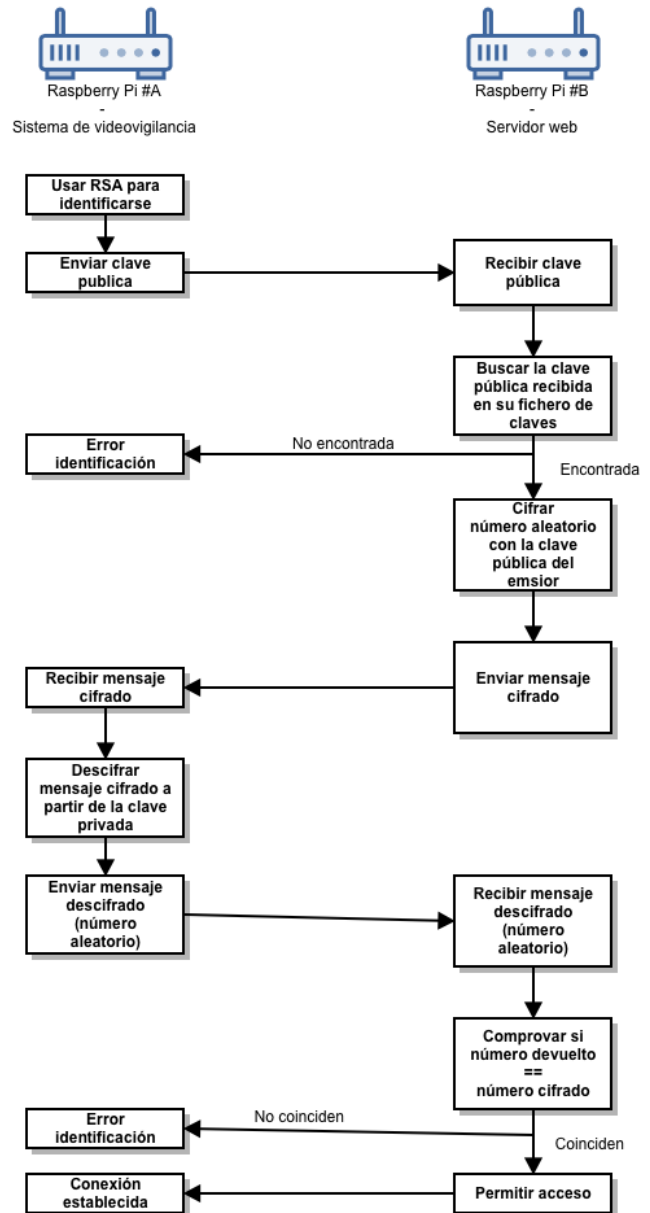 Raspberry Pi #A
-
Sistema de videovigilancia
Raspberry Pi #B
-
Servidor web
Usar RSA para
identificarse
Enviar clave
publica
Recibir clave
pública
Buscar la clave
pública recibida
en su fichero de
claves
No encontrada
Error
identificación
Encontrada
Cifrar
número aleatorio
con la clave
pública del
emsior
Enviar mensaje
cifrado
Recibir mensaje
cifrado
Descifrar
mensaje cifrado a
partir de la clave
privada
Enviar mensaje
descifrado
(número
aleatorio)
Recibir mensaje
descifrado
(número
aleatorio)
Comprovar si
número devuelto
==
número cifrado
No coinciden
Error
identificación
Coinciden
Permitir acceso
Conexión
establecida